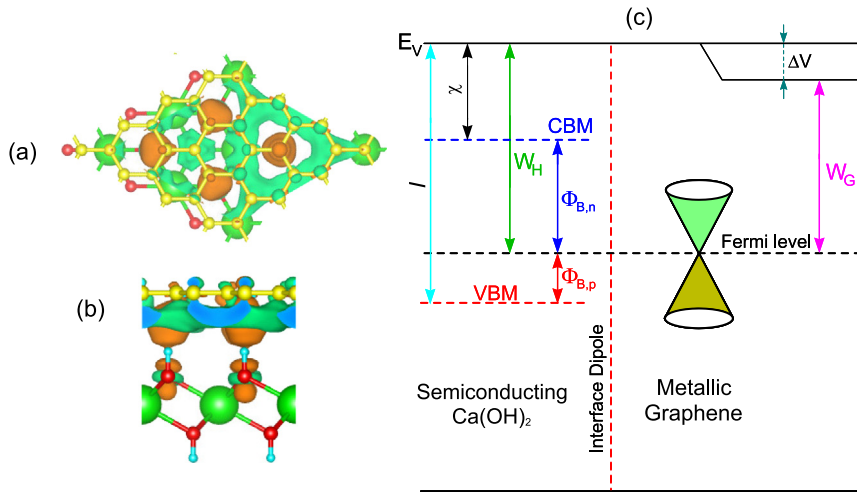 (a)
(b)
(c)
E_V
χ
I
W_H
CBM
Φ_B,n
Φ_B,p
VBM
ΔV
W_G
Fermi level
Interface Dipole
Semiconducting
Ca(OH)₂
Metallic
Graphene